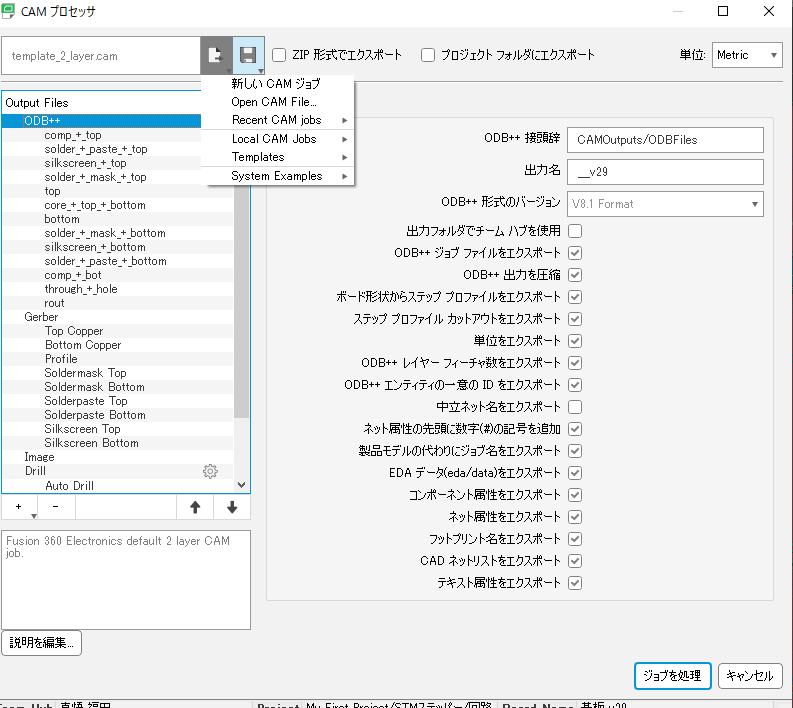 CAM プロセッサ
template_2_layer.cam
ZIP 形式でエクスポート
プロジェクト フォルダにエクスポート
単位:
Metric
新しい CAM ジョブ
Open CAM File...
Recent CAM jobs
Local CAM Jobs
Templates
System Examples
Output Files
ODB++
comp_+_top
solder_+_paste_+_top
silkscreen_+_top
solder_+_mask_+_top
top
core_+_top_+_bottom
bottom
solder_+_mask_+_bottom
silkscreen_+_bottom
solder_+_paste_+_bottom
comp_+_bot
through_+_hole
rout
Gerber
Top Copper
Bottom Copper
Profile
Soldermask Top
Soldermask Bottom
Solderpaste Top
Solderpaste Bottom
Silkscreen Top
Silkscreen Bottom
Image
Drill
Auto Drill
+
-
Fusion 360 Electronics default 2 layer CAM
job.
説明を編集...
ODB++ 接頭辞
CAMOutputs/ODBFiles
出力名
__v29
ODB++ 形式のバージョン
V8.1 Format
出力フォルダでチーム ハブを使用
ODB++ ジョブ ファイルをエクスポート
ODB++ 出力を圧縮
ボード形状からステップ プロファイルをエクスポート
ステップ プロファイル カットアウトをエクスポート
単位をエクスポート
ODB++ レイヤー フィーチャ数をエクスポート
ODB++ エンティティの一意の ID をエクスポート
中立ネット名をエクスポート
ネット属性の先頭に数字(#)の記号を追加
製品モデルの代わりにジョブ名をエクスポート
EDA データ(eda/data)をエクスポート
コンポーネント属性をエクスポート
ネット属性をエクスポート
フットプリント名をエクスポート
CAD ネットリストをエクスポート
テキスト属性をエクスポート
ジョブを処理
キャンセル